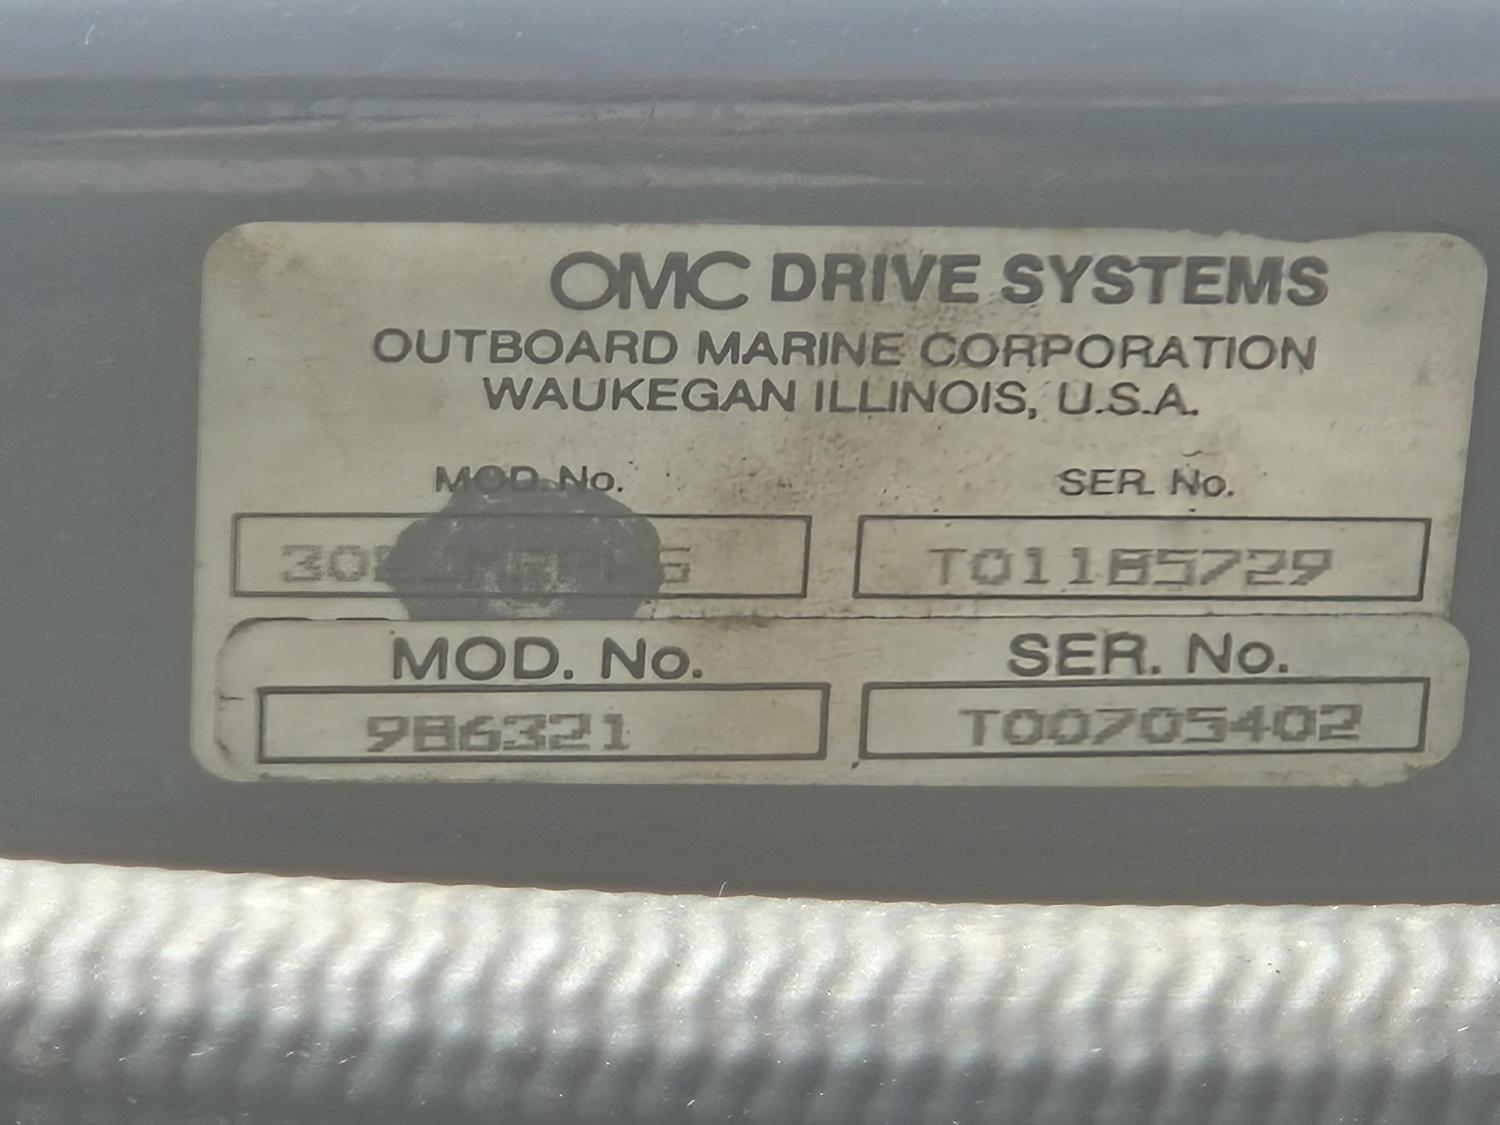 OMC DRIVE SYSTEMS
OUTBOARD MARINE CORPORATION
WAUKEGAN ILLINOIS, U.S.A.
MOD. No. SER. No.
T01185729
MOD. No. SER. No.
986321 T00705402